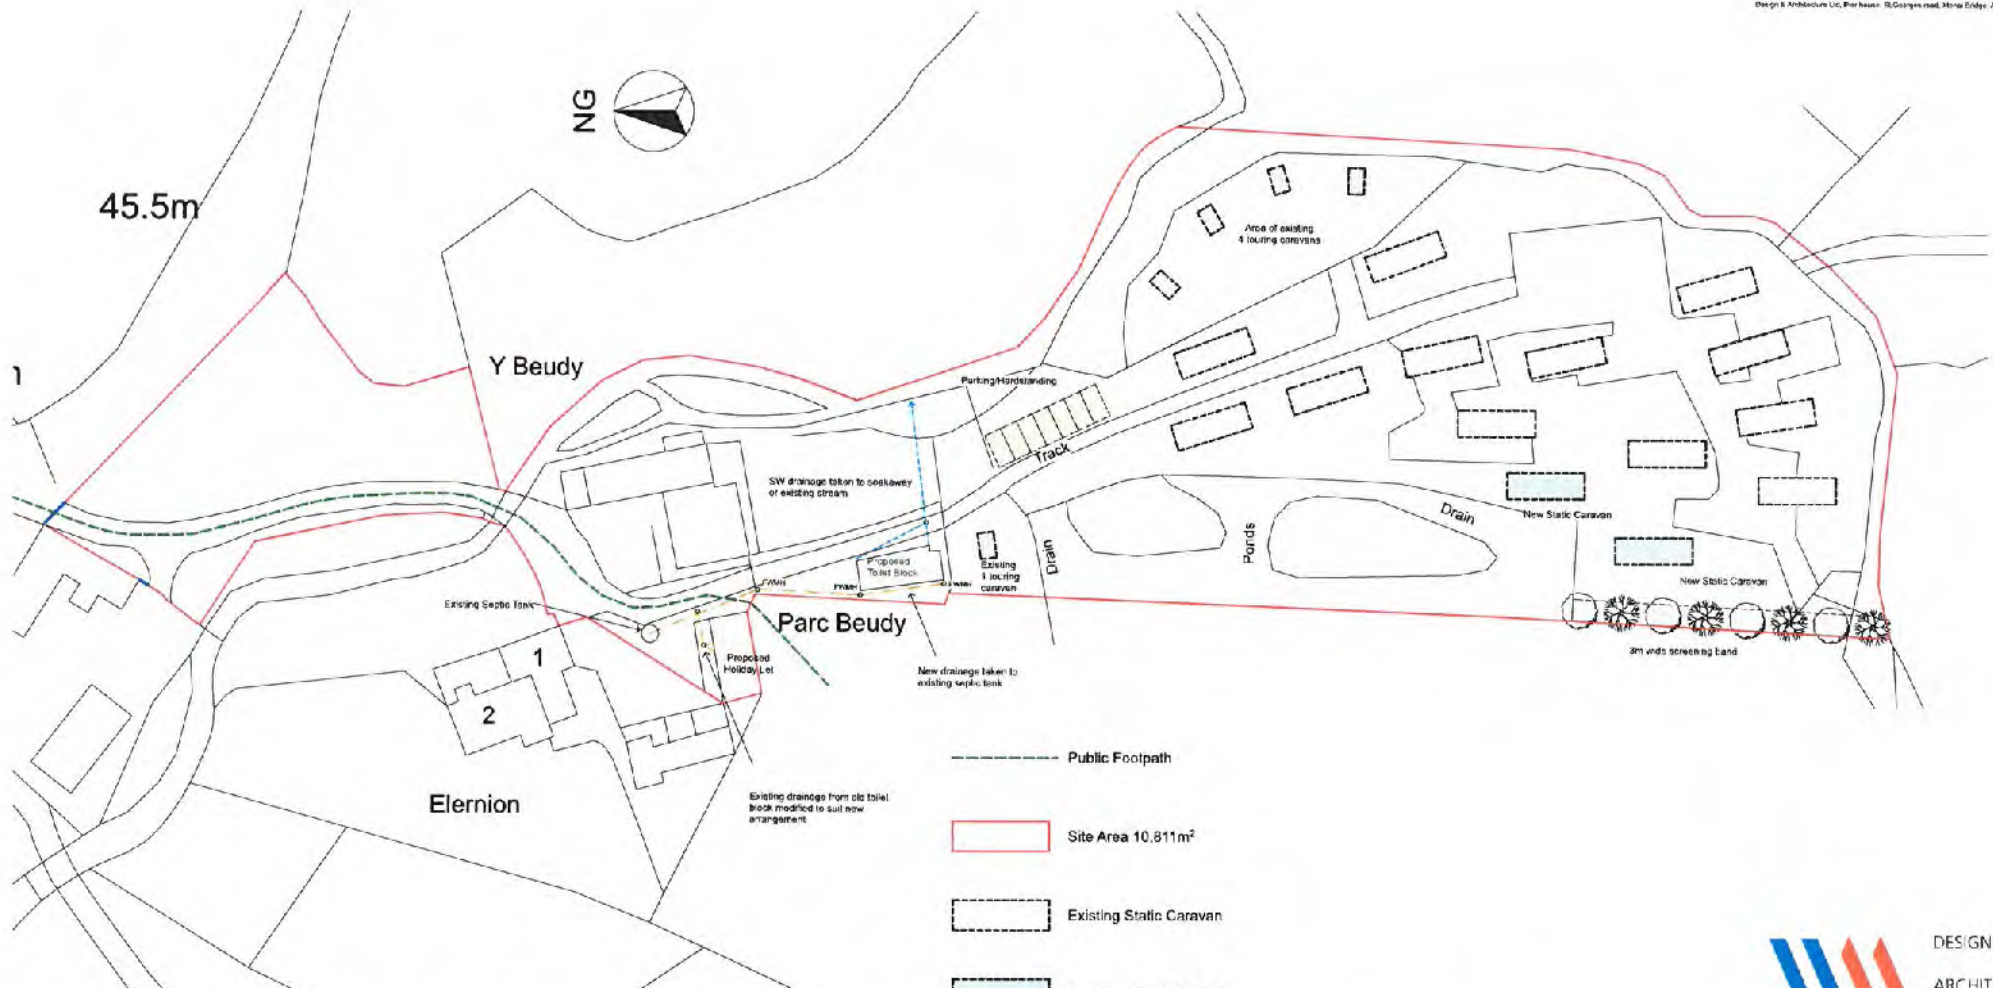 NG
45.5m
Y Beudy
Area of existing
4 touring caravans
Parking/Hardstanding
Track
SW drainage taken to soakaway
or existing stream
Proposed
Toilet Block
Existing
1 touring
caravan
Drain
Ponds
Drain
New Static Caravan
New Static Caravan
3m wide screening band
FWMH
FWMH
FWMH
Existing Septic Tank
Parc Beudy
Proposed
Holiday Let
New drainage taken to
existing septic tank
1
2
Elernion
Existing drainage from old toilet
block modified to suit new
arrangement
Public Footpath
Site Area 10,811m²
Existing Static Caravan
DESIGN
ARCHIT